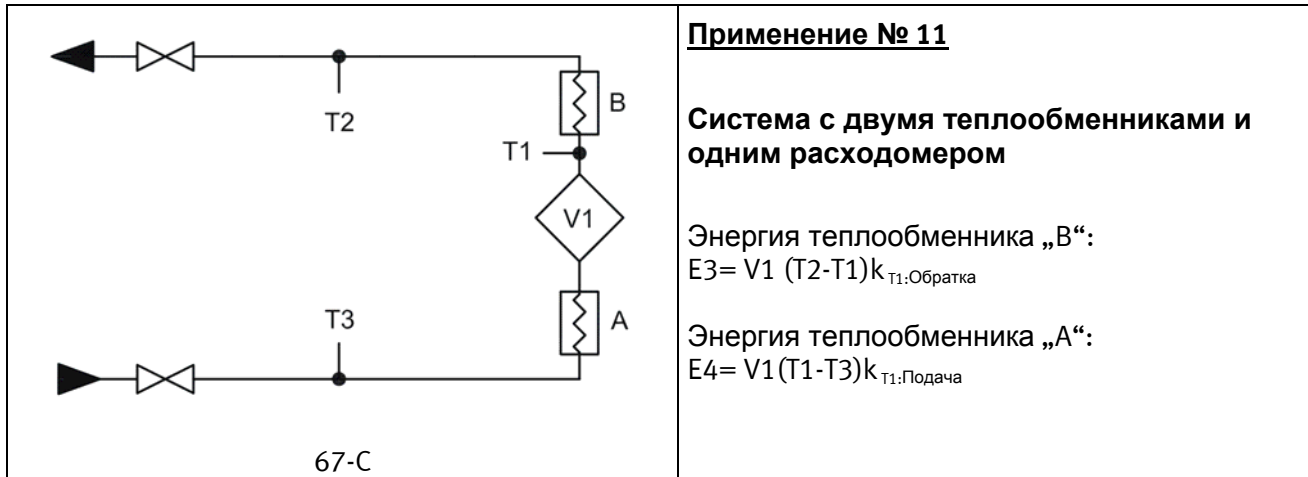 T2
B
T1
V1
T3
A
67-C
Применение № 11
Система с двумя теплообменниками и
одним расходомером
Энергия теплообменника „B“:
E3= V1 (T2-T1)k T1:Обратка
Энергия теплообменника „A“:
E4= V1(T1-T3)k T1:Подача